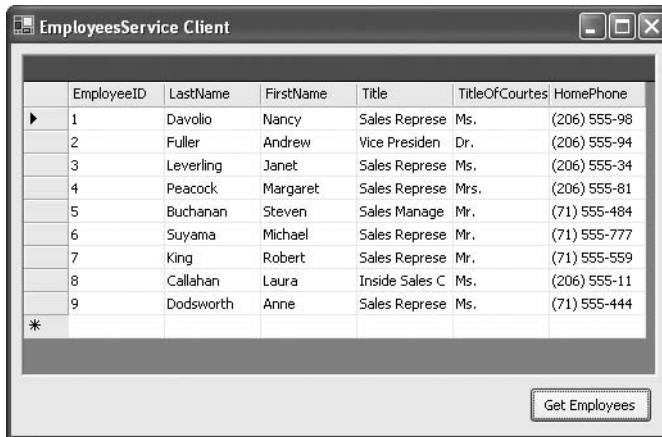 EmployeesService Client
EmployeeID LastName FirstName Title TitleOfCourtes HomePhone
1 Davolio Nancy Sales Represe Ms. (206) 555-98
2 Fuller Andrew Vice Presiden Dr. (206) 555-94
3 Leverling Janet Sales Represe Ms. (206) 555-34
4 Peacock Margaret Sales Represe Mrs. (206) 555-81
5 Buchanan Steven Sales Manage Mr. (71) 555-484
6 Suyama Michael Sales Represe Mr. (71) 555-777
7 King Robert Sales Represe Mr. (71) 555-559
8 Callahan Laura Inside Sales C Ms. (206) 555-11
9 Dodsworth Anne Sales Represe Ms. (71) 555-444
Get Employees